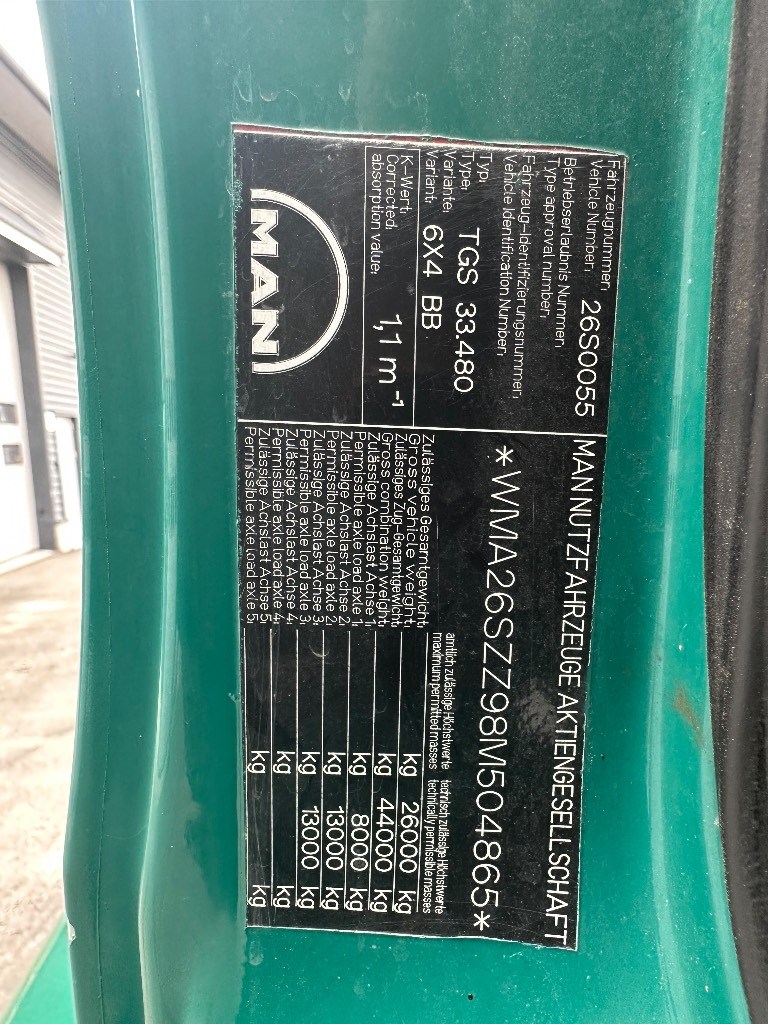 MAN NUTZFAHRZEUGE AKTIENGESELLSCHAFT
Fahrzeugnummer,
Vehicle Number, 26S0055
Betriebserlaubnis Nummer,
Type approval number,
Fahrzeug-Identifizierungsnummer,
Vehicle Identification Number,
*WMA26SZZ98M504865*
Typ,
Type, TGS 33.480
Variante,
Variant, 6X4 BB
K-Wert,
Corrected,
absorption value, 1,1 m⁻¹
MAN
amtlich zulässige Höchstwerte technisch zulässige Höchstwerte
maximum permitted masses technically permissible masses
Zulässiges Gesamtgewicht,
Gross vehicle weight, kg 26000 kg
Zulässiges Zug-Gesamtgewicht,
Gross combination weight, kg 44000 kg
Zulässige Achslast Achse 1,
Permissible axle load axle 1, kg 8000 kg
Zulässige Achslast Achse 2,
Permissible axle load axle 2, kg 13000 kg
Zulässige Achslast Achse 3,
Permissible axle load axle 3, kg 13000 kg
Zulässige Achslast Achse 4,
Permissible axle load axle 4, kg kg
Zulässige Achslast Achse 5,
Permissible axle load axle 5, kg kg